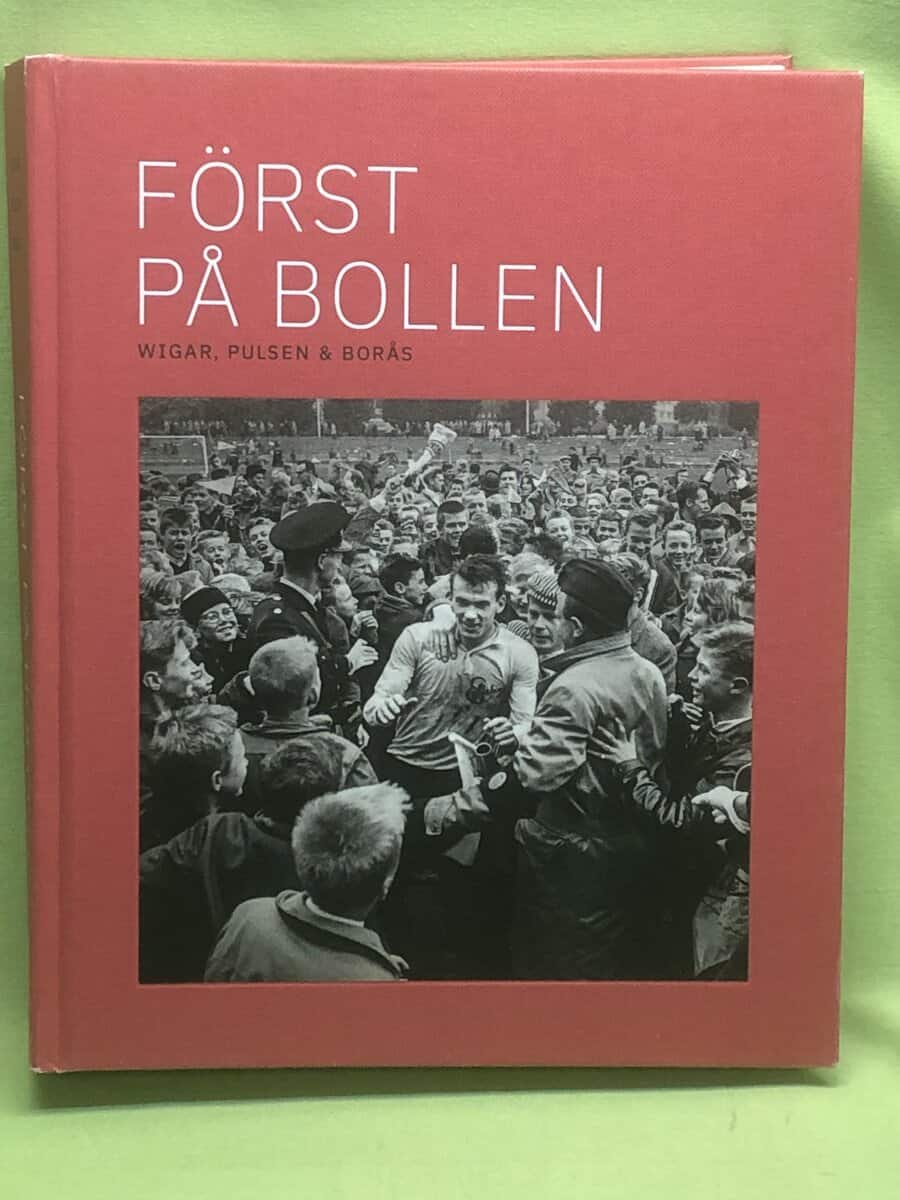 FÖRST
PÅ BOLLEN
WIGAR, PULSEN & BORÅS